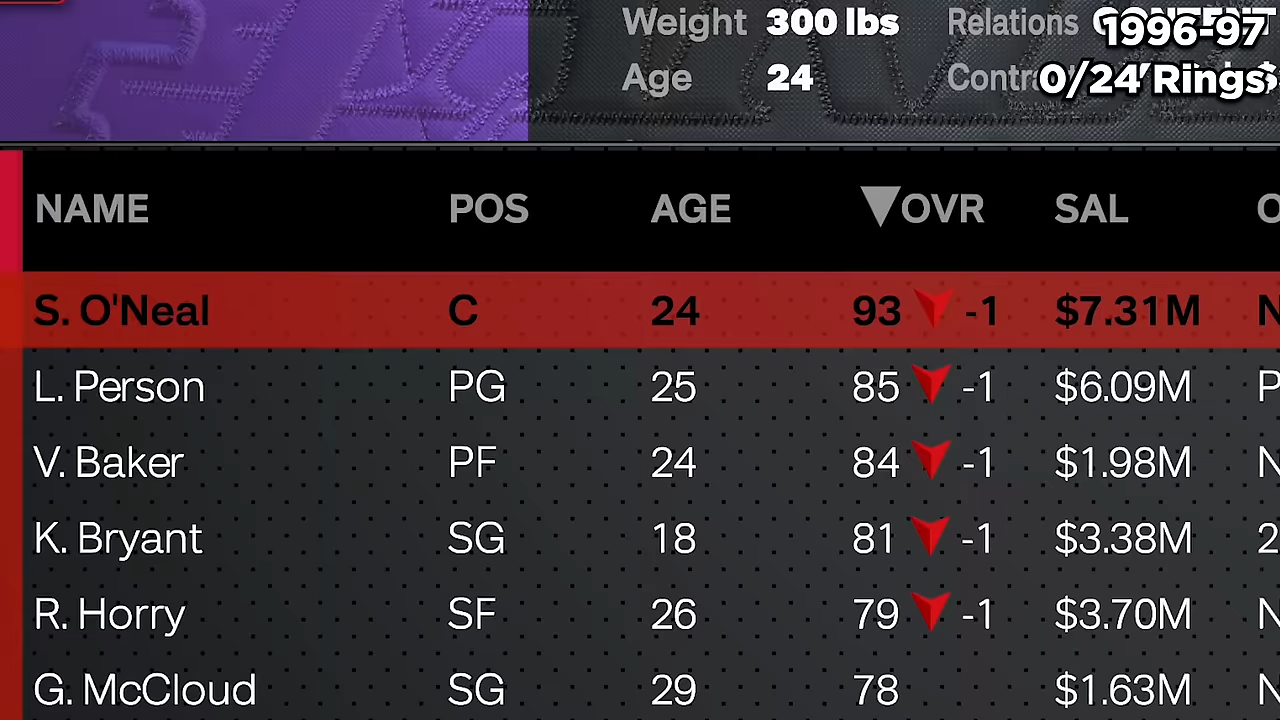 Weight 300 lbs Relations
1996-97
Age 24
0/24 Rings
NAME POS AGE ▼OVR SAL
S. O'Neal C 24 93 -1 $7.31M N
L. Person PG 25 85 -1 $6.09M P
V. Baker PF 24 84 -1 $1.98M N
K. Bryant SG 18 81 -1 $3.38M 2
R. Horry SF 26 79 -1 $3.70M N
G. McCloud SG 29 78 $1.63M N